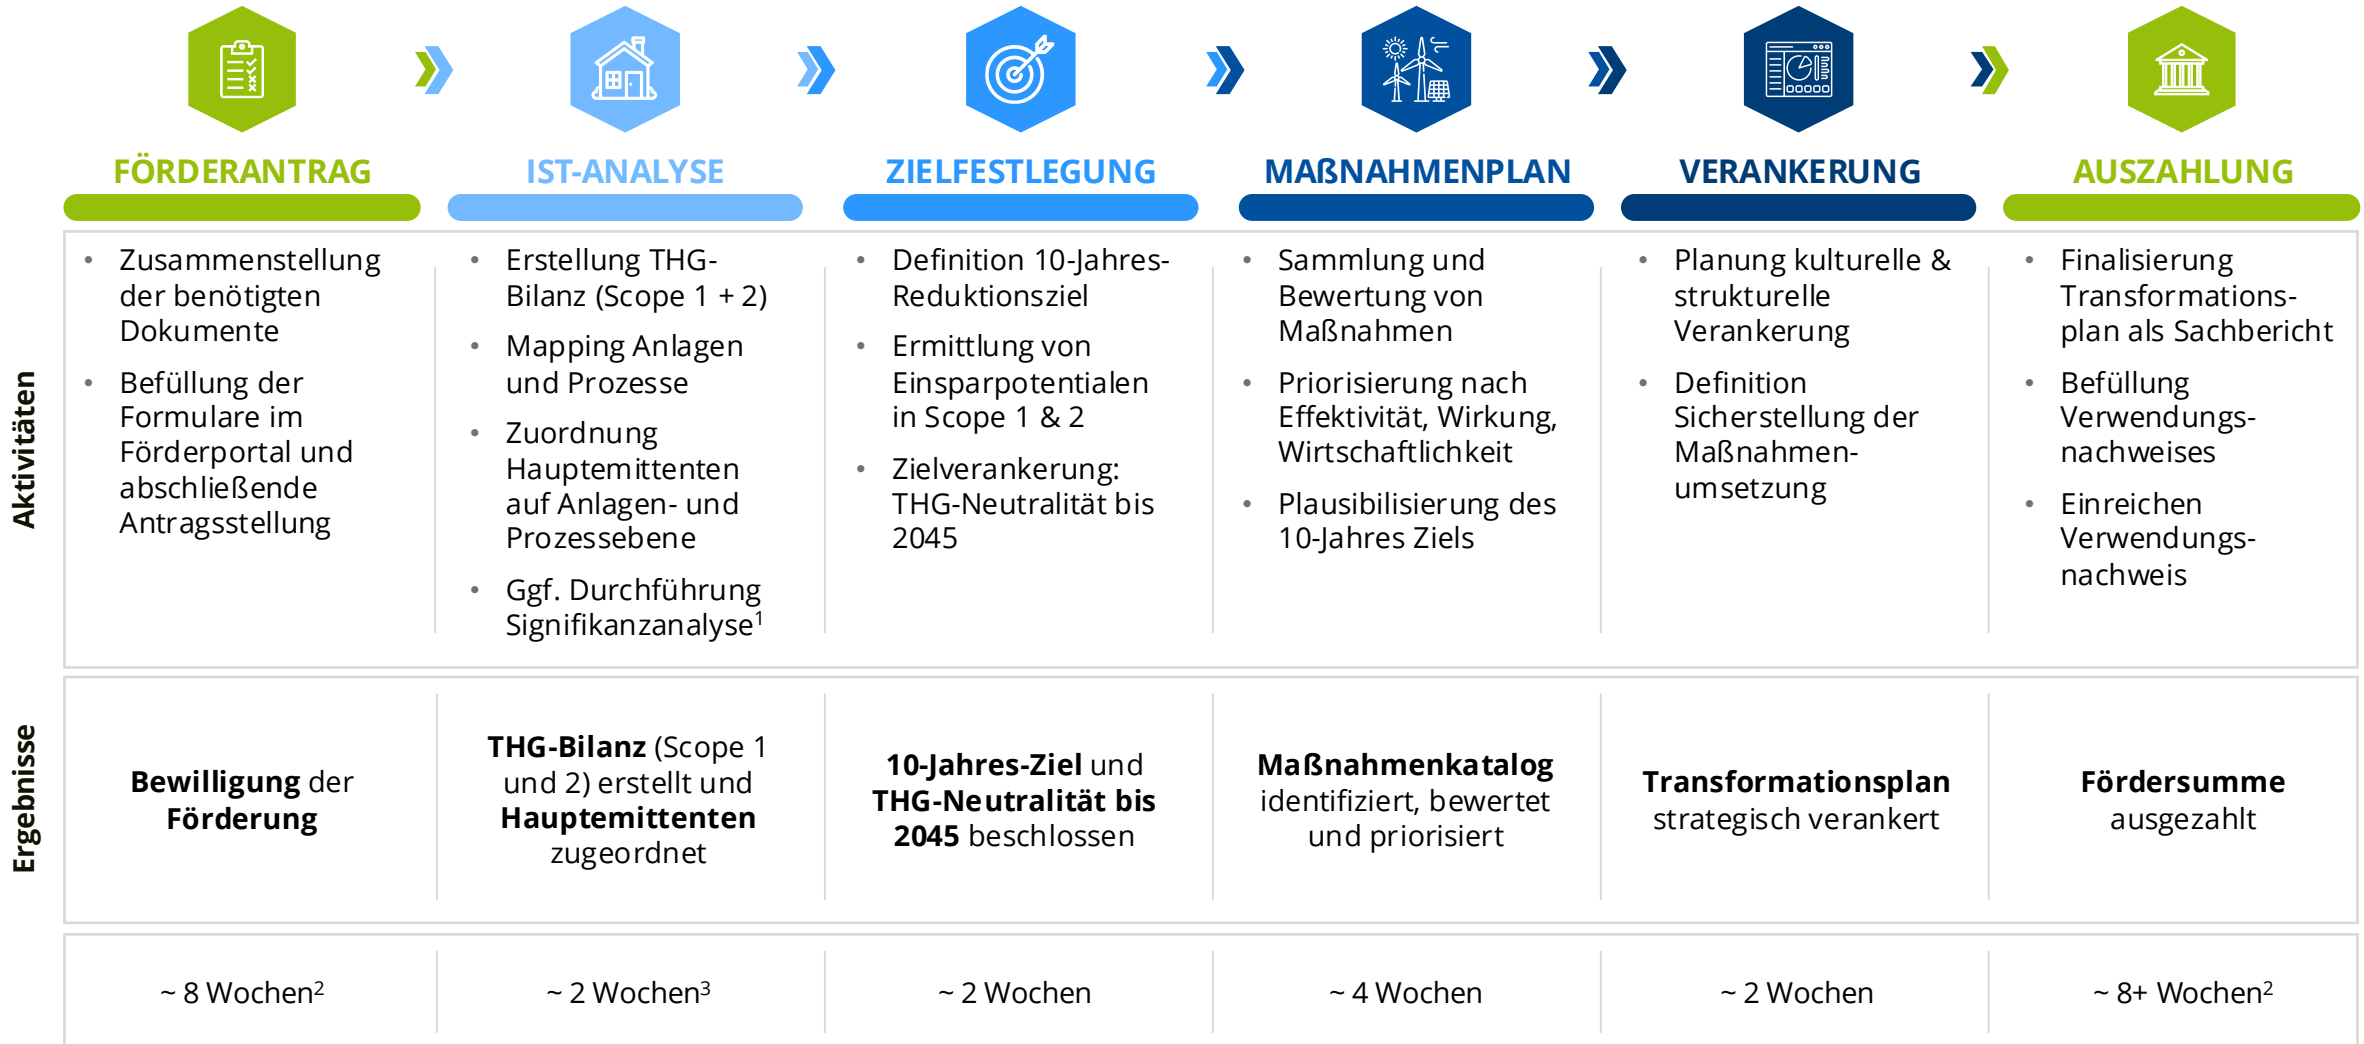 FÖRDERANTRAG
IST-ANALYSE
ZIELFESTLEGUNG
MAßNAHMENPLAN
VERANKERUNG
AUSZAHLUNG
Aktivitäten
• Zusammenstellung
der benötigten
Dokumente
• Befüllung der
Formulare im
Förderportal und
abschließende
Antragsstellung
• Erstellung THG-
Bilanz (Scope 1 + 2)
• Mapping Anlagen
und Prozesse
• Zuordnung
Hauptemittenten
auf Anlagen- und
Prozessebene
• Ggf. Durchführung
Signifikanzanalyse¹
• Definition 10-Jahres-
Reduktionsziel
• Ermittlung von
Einsparpotentialen
in Scope 1 & 2
• Zielverankerung:
THG-Neutralität bis
2045
• Sammlung und
Bewertung von
Maßnahmen
• Priorisierung nach
Effektivität, Wirkung,
Wirtschaftlichkeit
• Plausibilisierung des
10-Jahres Ziels
• Planung kulturelle &
strukturelle
Verankerung
• Definition
Sicherstellung der
Maßnahmen-
umsetzung
• Finalisierung
Transformations-
plan als Sachbericht
• Befüllung
Verwendungs-
nachweises
• Einreichen
Verwendungs-
nachweis
Ergebnisse
Bewilligung der
Förderung
THG-Bilanz (Scope 1
und 2) erstellt und
Hauptemittenten
zugeordnet
10-Jahres-Ziel und
THG-Neutralität bis
2045 beschlossen
Maßnahmenkatalog
identifiziert, bewertet
und priorisiert
Transformationsplan
strategisch verankert
Fördersumme
ausgezahlt
~ 8 Wochen²
~ 2 Wochen³
~ 2 Wochen
~ 4 Wochen
~ 2 Wochen
~ 8+ Wochen²